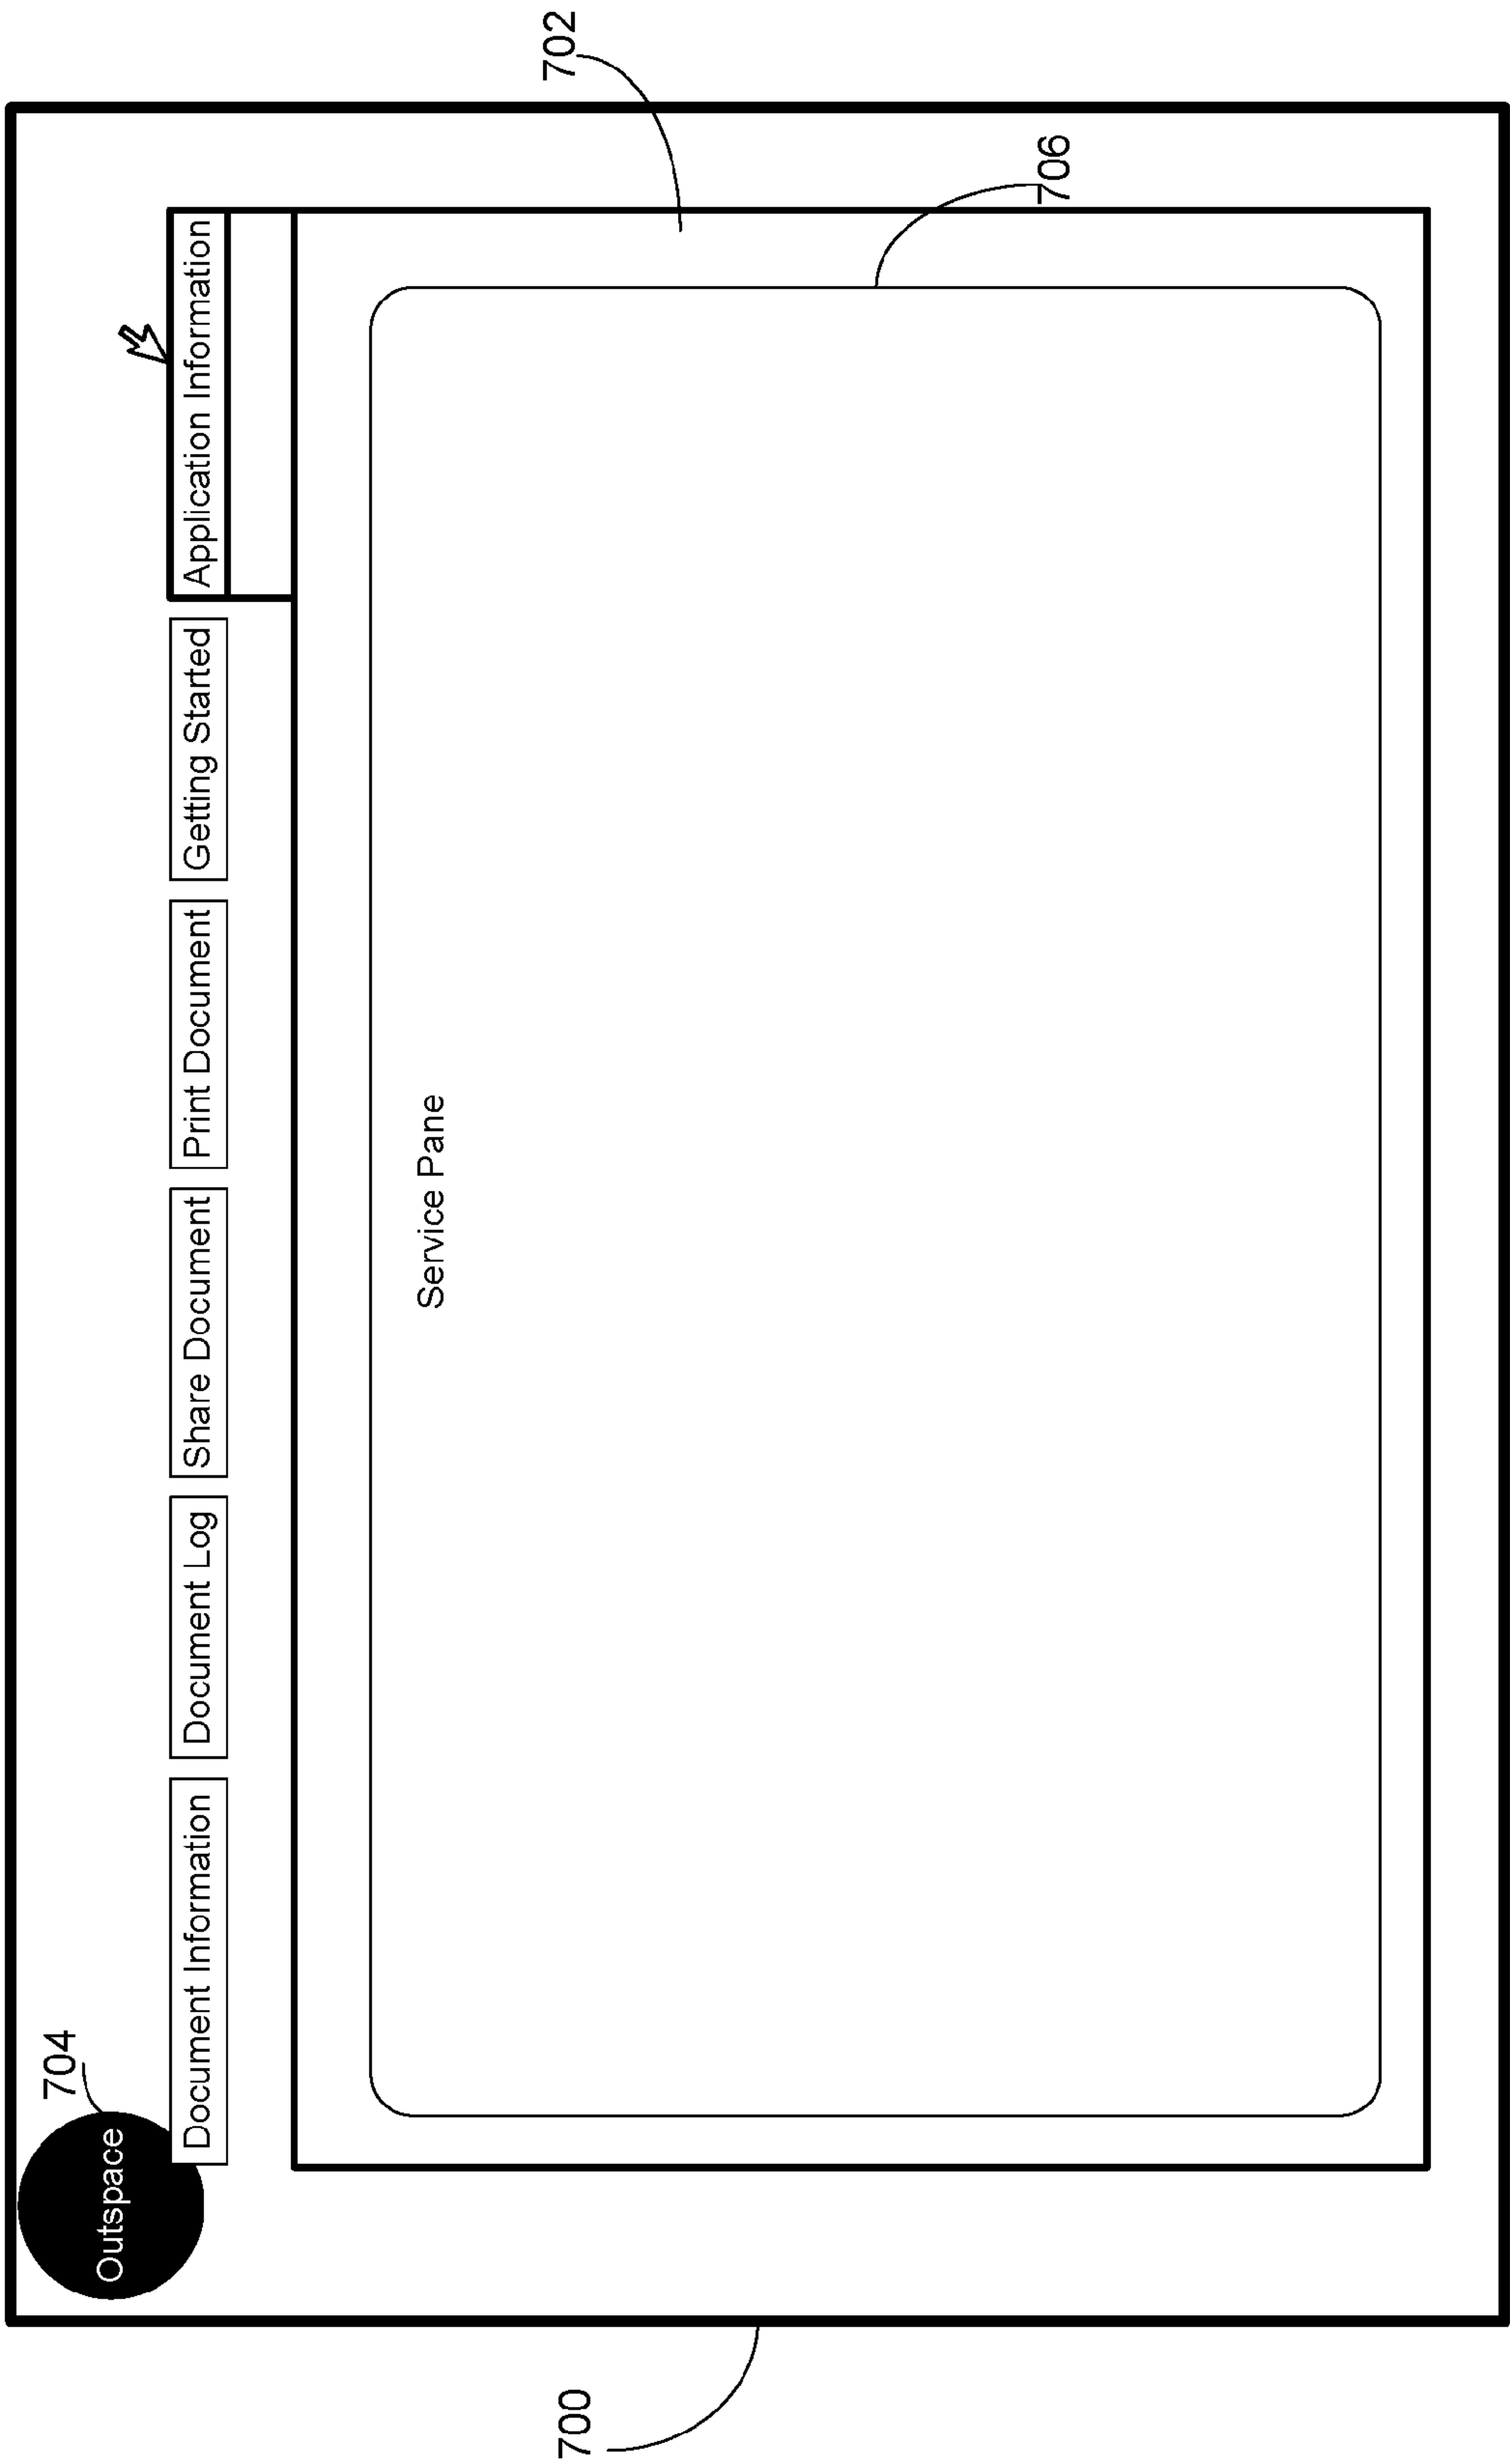 704
Outspace
Document Information
Document Log
Share Document
Print Document
Getting Started
Application Information
Service Pane
700
702
706